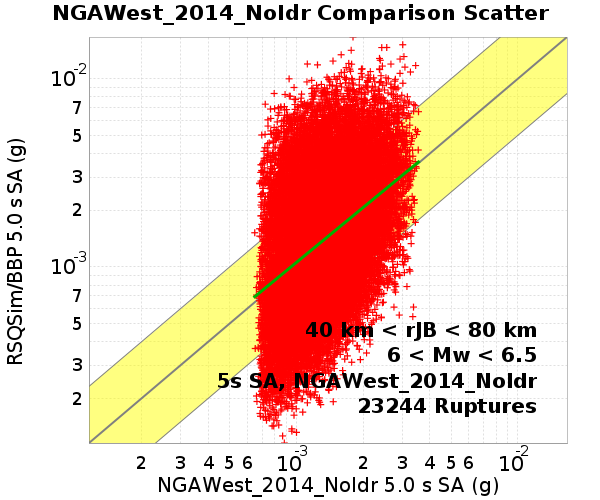 NGAWest_2014_NoIdr Comparison Scatter
RSQSim/BBP 5.0 s SA (g)
10-2
7
5
3
2
10-3
7
5
3
2
40 km < rJB < 80 km
6 < Mw < 6.5
5s SA, NGAWest_2014_NoIdr
23244 Ruptures
2 3 4 5 6 10-3 2 3 4 5 6 10-2
NGAWest_2014_NoIdr 5.0 s SA (g)